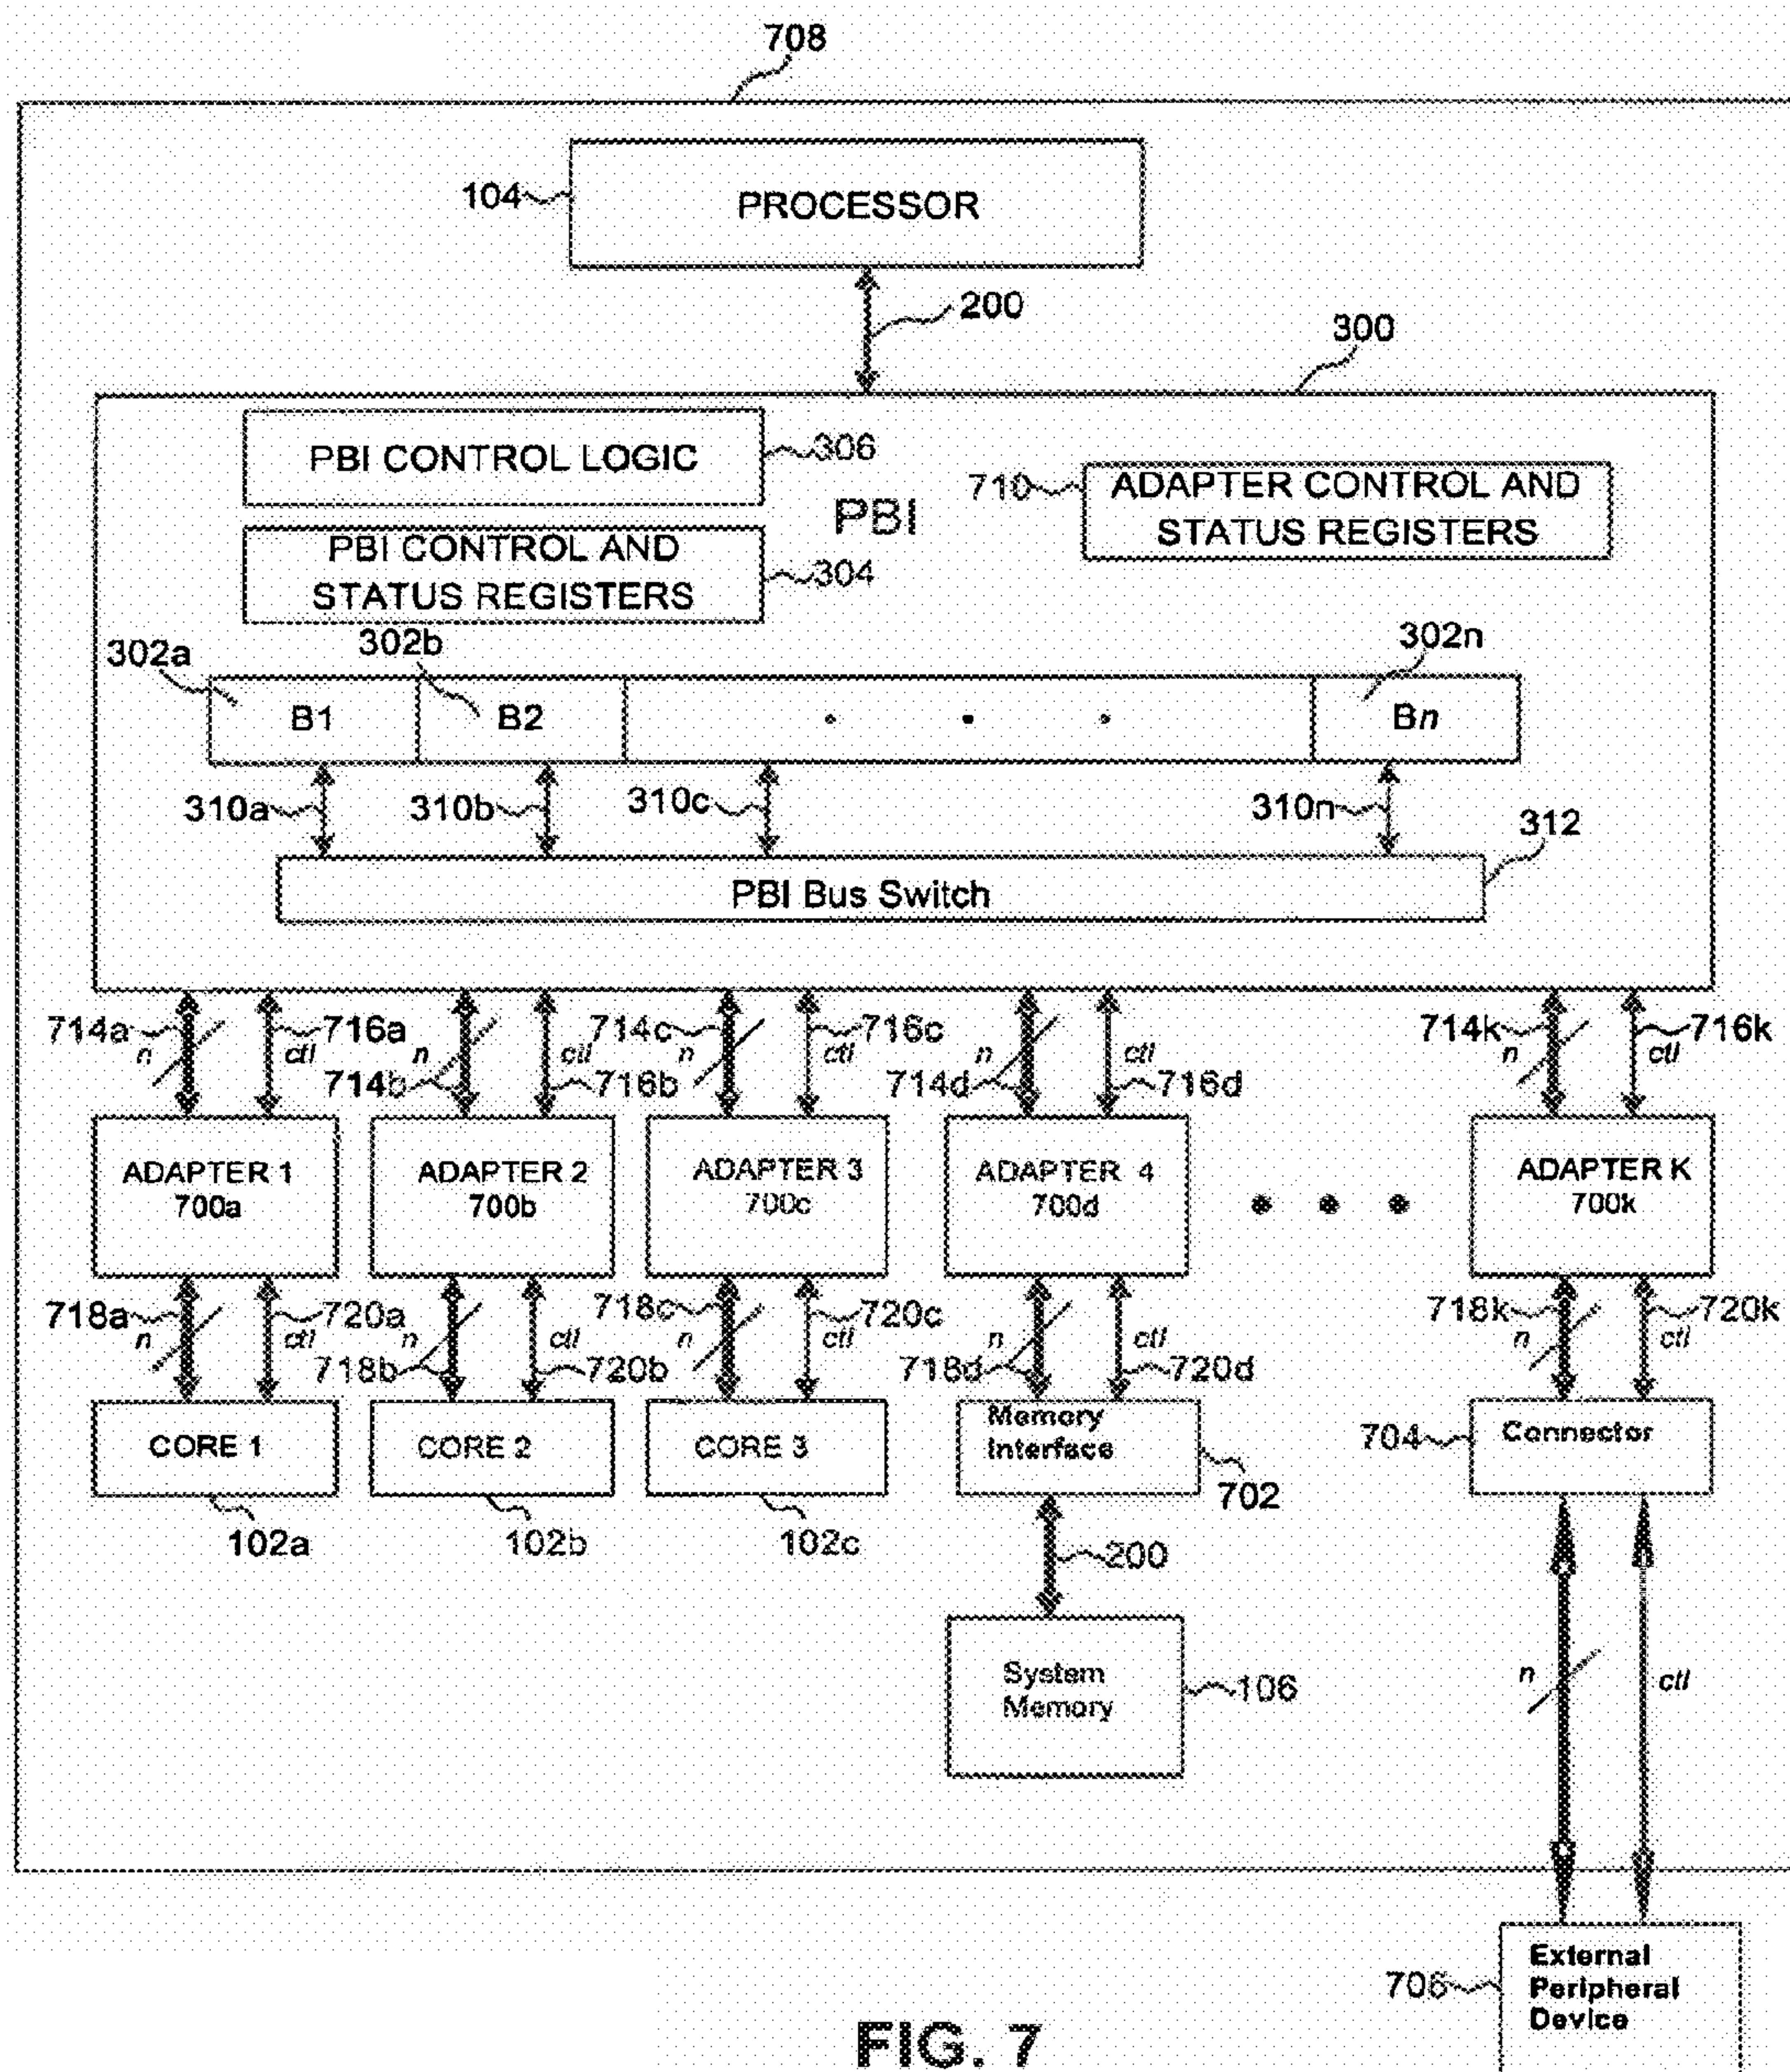 708
104
PROCESSOR
200
300
PBI CONTROL LOGIC
306
PBI
710
ADAPTER CONTROL AND
STATUS REGISTERS
PBI CONTROL AND
STATUS REGISTERS
304
302a
302b
302n
B1
B2
. . .
Bn
310a
310b
310c
310n
312
PBI Bus Switch
714a
n
716a
ctl
714b
n
716b
ctl
714c
n
716c
ctl
714d
n
716d
ctl
714k
n
716k
ctl
ADAPTER 1
700a
ADAPTER 2
700b
ADAPTER 3
700c
ADAPTER 4
700d
• • •
ADAPTER K
700k
718a
n
720a
ctl
718b
n
720b
ctl
718c
n
720c
ctl
718d
n
720d
ctl
718k
n
720k
ctl
CORE 1
CORE 2
CORE 3
Memory
Interface
704
Connector
102a
102b
102c
702
200
System
Memory
106
n
ctl
706
External
Peripheral
Device
FIG. 7